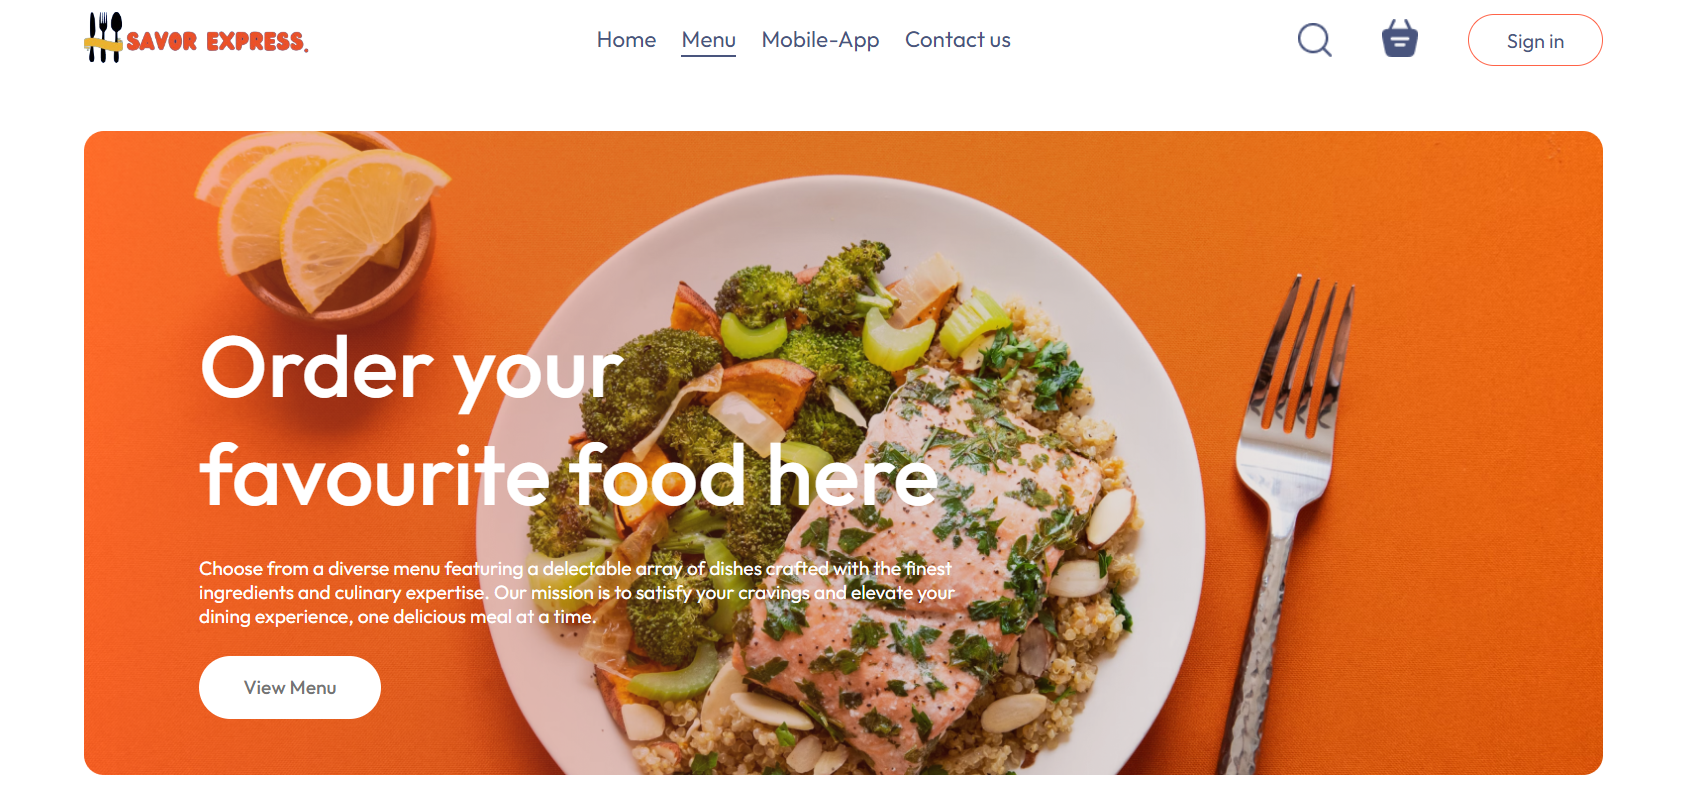 SAVOR EXPRESS.
Home Menu Mobile-App Contact us
Sign in
Order your
favourite food here
Choose from a diverse menu featuring a delectable array of dishes crafted with the finest
ingredients and culinary expertise. Our mission is to satisfy your cravings and elevate your
dining experience, one delicious meal at a time.
View Menu